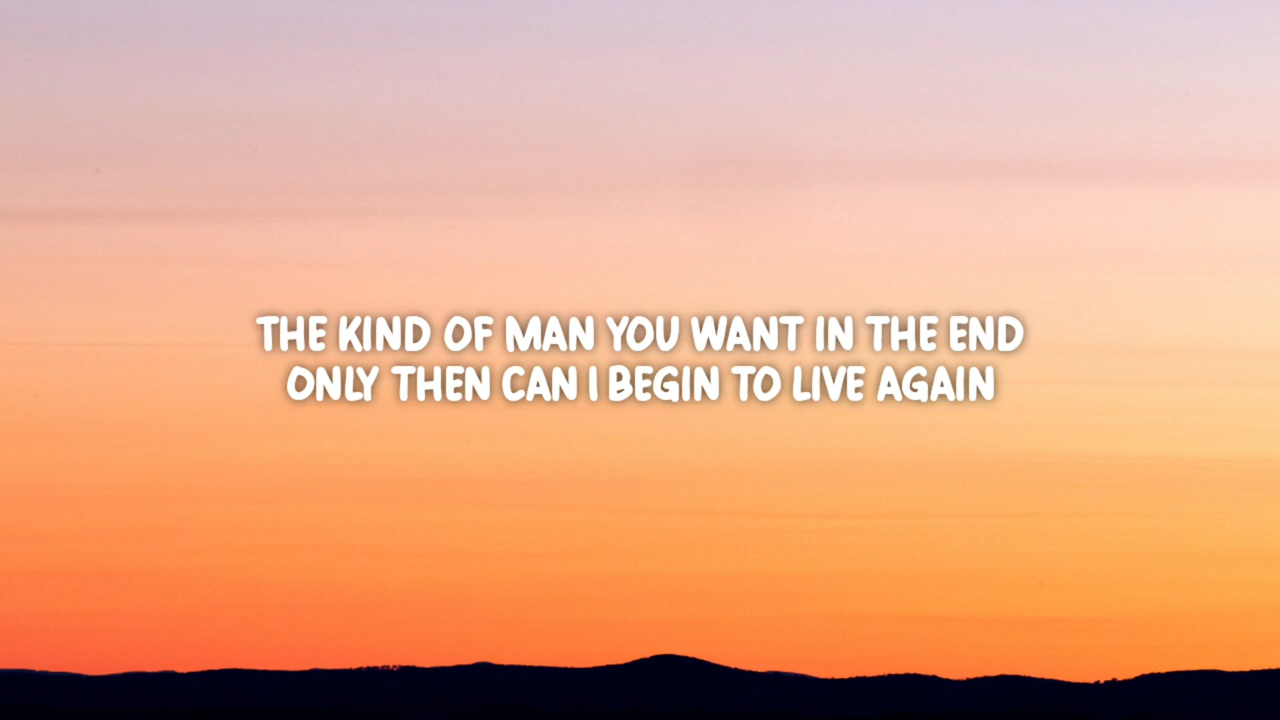 THE KIND OF MAN YOU WANT IN THE END
ONLY THEN CAN I BEGIN TO LIVE AGAIN